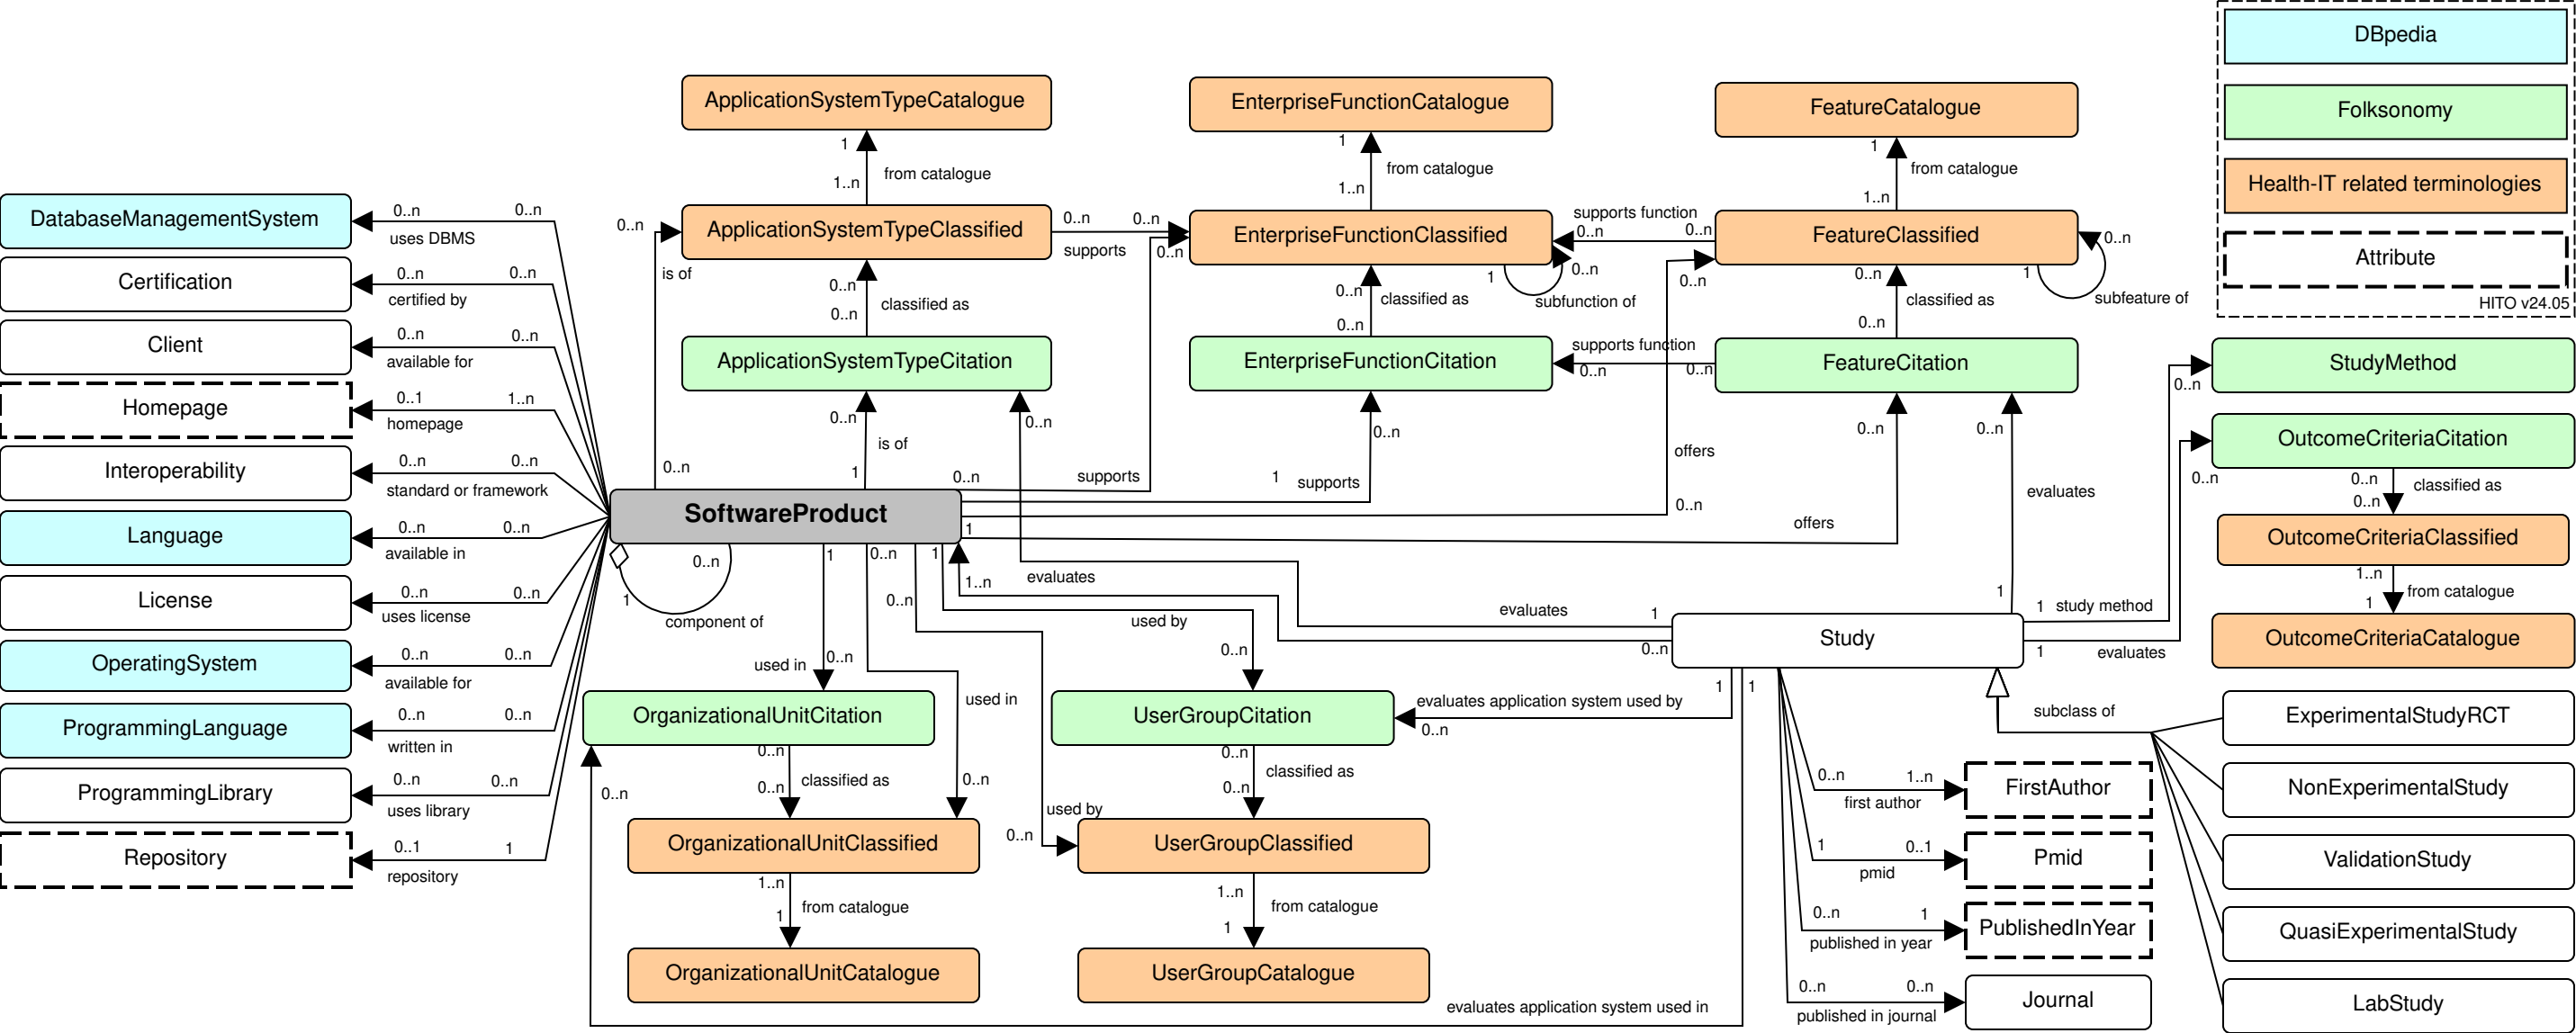 DBpedia
Folksonomy
Health-IT related terminologies
Attribute
HITO v24.05
ApplicationSystemTypeCatalogue
EnterpriseFunctionCatalogue
FeatureCatalogue
1
from catalogue
1..n
1
from catalogue
1..n
1
from catalogue
1..n
ApplicationSystemTypeClassified
0..n
0..n
supports
0..n
EnterpriseFunctionClassified
supports function
0..n
0..n
FeatureClassified
0..n
1
subfeature of
1
0..n
subfunction of
0..n
is of
0..n
0..n
classified as
0..n
0..n
classified as
0..n
0..n
classified as
0..n
0..n
ApplicationSystemTypeCitation
EnterpriseFunctionCitation
supports function
0..n
0..n
FeatureCitation
DatabaseManagementSystem
0..n
0..n
uses DBMS
Certification
0..n
0..n
certified by
Client
0..n
0..n
available for
Homepage
0..1
1..n
homepage
Interoperability
0..n
0..n
standard or framework
Language
0..n
0..n
available in
License
0..n
0..n
uses license
OperatingSystem
0..n
0..n
available for
ProgrammingLanguage
0..n
0..n
written in
ProgrammingLibrary
0..n
0..n
uses library
Repository
0..1
1
repository
SoftwareProduct
0..n
is of
1
0..n
0..n
supports
0..n
1
supports
0..n
offers
0..n
1
offers
0..n
0..n
evaluates
1
0..n
1
component of
1
0..n
1
0..n
1..n
evaluates
evaluates
1
0..n
used in
0..n
used in
0..n
used by
0..n
used by
0..n
Study
1
study method
0..n
StudyMethod
1
evaluates
0..n
OutcomeCriteriaCitation
0..n
classified as
0..n
OutcomeCriteriaClassified
1..n
from catalogue
1
OutcomeCriteriaCatalogue
OrganizationalUnitCitation
0..n
classified as
0..n
0..n
OrganizationalUnitClassified
1..n
from catalogue
1
OrganizationalUnitCatalogue
UserGroupCitation
evaluates application system used by
0..n
1
1
0..n
classified as
0..n
UserGroupClassified
1..n
from catalogue
1
UserGroupCatalogue
evaluates application system used in
subclass of
0..n
1..n
first author
FirstAuthor
1
0..1
pmid
Pmid
0..n
1
published in year
PublishedInYear
0..n
0..n
published in journal
Journal
ExperimentalStudyRCT
NonExperimentalStudy
ValidationStudy
QuasiExperimentalStudy
LabStudy